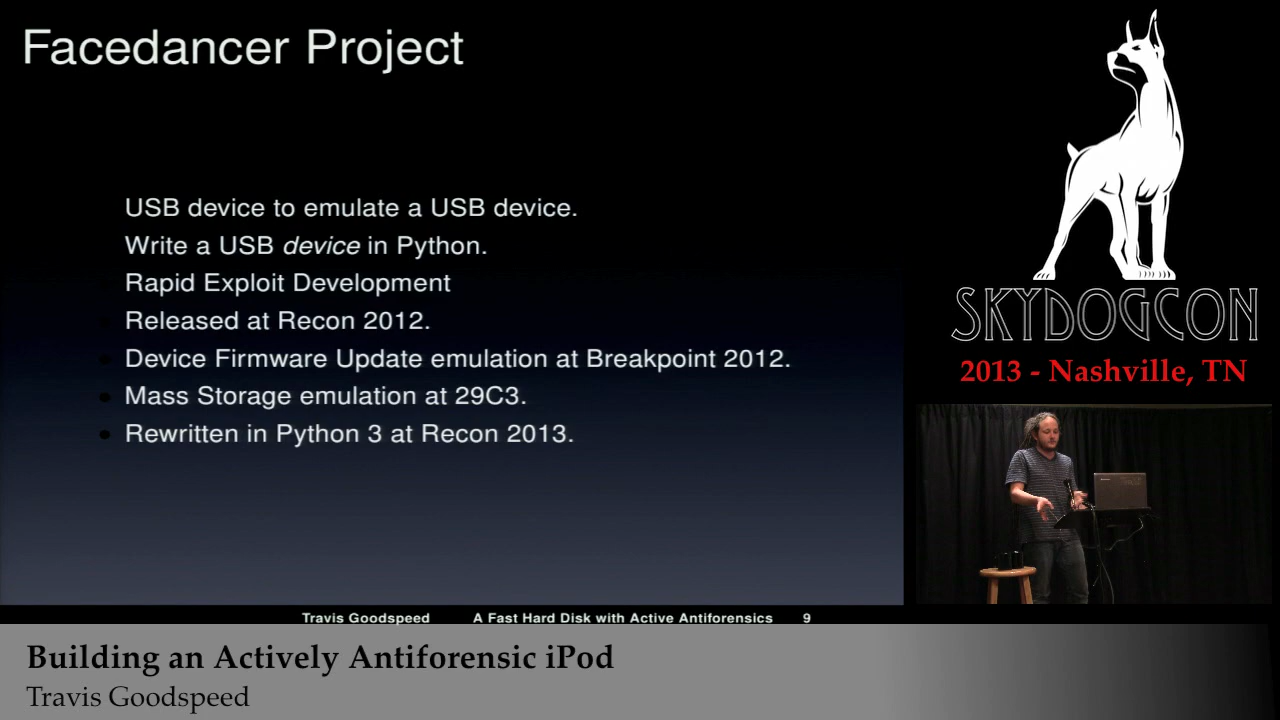 Facedancer Project
USB device to emulate a USB device.
Write a USB device in Python.
Rapid Exploit Development
Released at Recon 2012.
Device Firmware Update emulation at Breakpoint 2012.
Mass Storage emulation at 29C3.
Rewritten in Python 3 at Recon 2013.
Travis Goodspeed A Fast Hard Disk with Active Antiforensics 9
SKYDOGCON
2013 - Nashville, TN
Building an Actively Antiforensic iPod
Travis Goodspeed